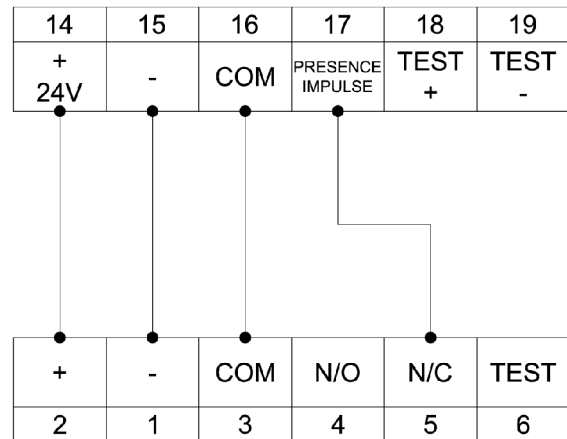 14 15 16 17 18 19
+ 24V - COM PRESENCE IMPULSE TEST + TEST -
+ - COM N/O N/C TEST
2 1 3 4 5 6